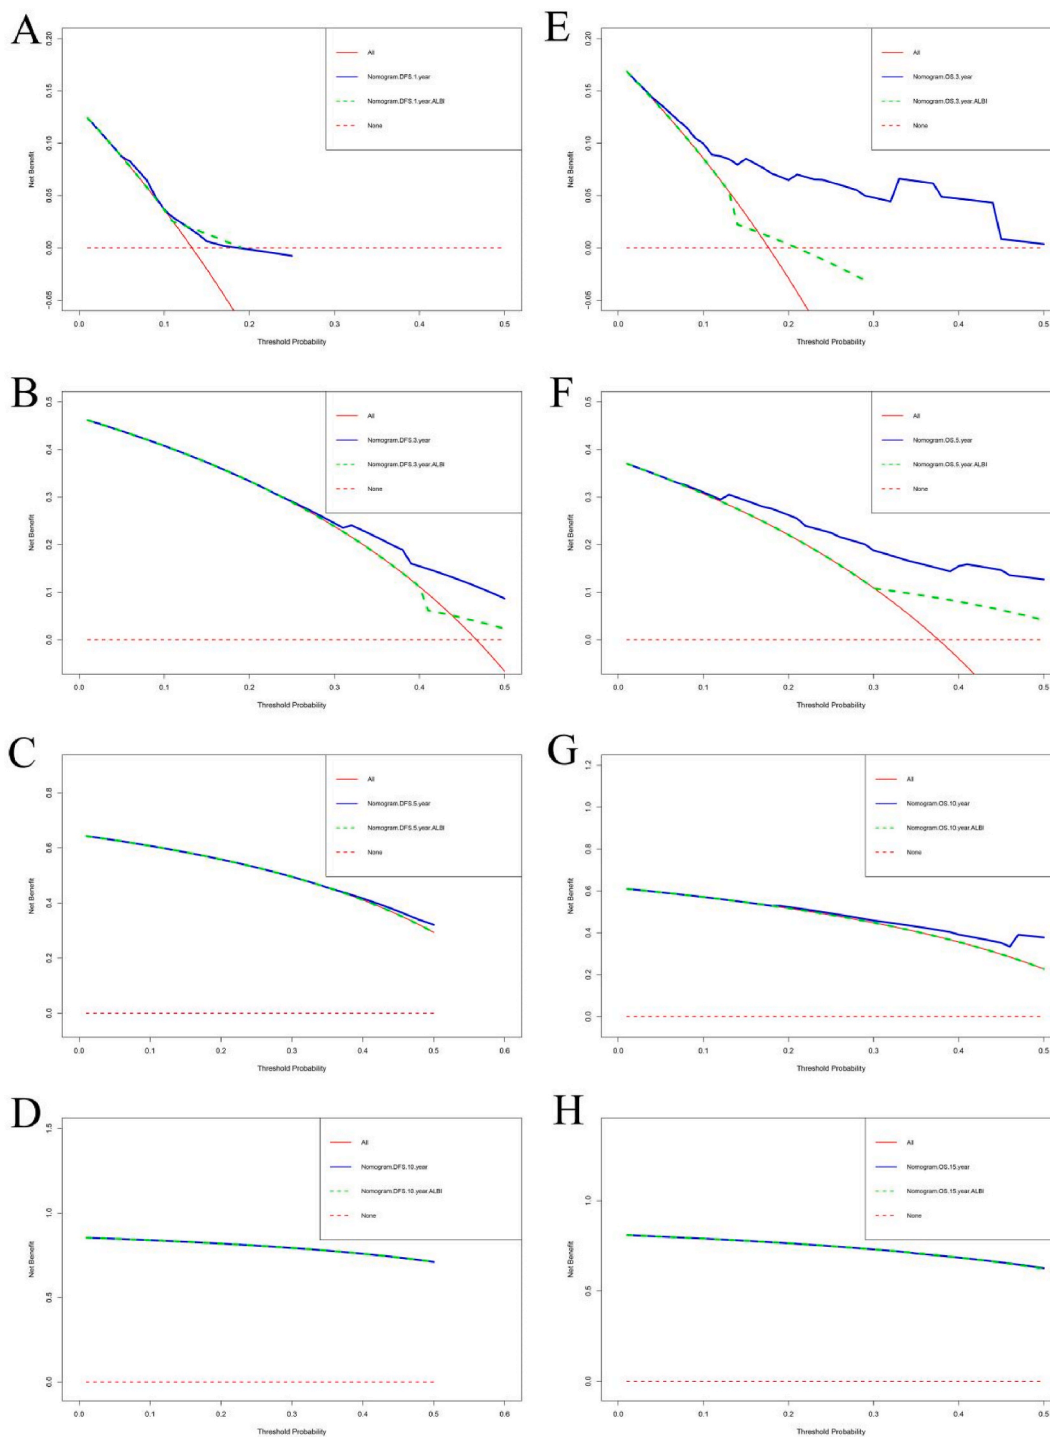 A
0.20
0.15
0.10
0.05
0.00
-0.05
Net Benefit
All
Nomogram.DFS.1.year
Nomogram.DFS.1.year.ALBI
None
0.0 0.1 0.2 0.3 0.4 0.5
Threshold Probability
E
0.20
0.15
0.10
0.05
0.00
-0.05
Net Benefit
All
Nomogram.OS.3.year
Nomogram.OS.3.year.ALBI
None
0.0 0.1 0.2 0.3 0.4 0.5
Threshold Probability
B
0.5
0.4
0.3
0.2
0.1
0.0
Net Benefit
All
Nomogram.DFS.3.year
Nomogram.DFS.3.year.ALBI
None
0.0 0.1 0.2 0.3 0.4 0.5
Threshold Probability
F
0.5
0.4
0.3
0.2
0.1
0.0
Net Benefit
All
Nomogram.OS.5.year
Nomogram.OS.5.year.ALBI
None
0.0 0.1 0.2 0.3 0.4 0.5
Threshold Probability
C
0.8
0.6
0.4
0.2
0.0
Net Benefit
All
Nomogram.DFS.5.year
Nomogram.DFS.5.year.ALBI
None
0.0 0.1 0.2 0.3 0.4 0.5 0.6
Threshold Probability
G
1.2
1.0
0.8
0.6
0.4
0.2
0.0
Net Benefit
All
Nomogram.OS.10.year
Nomogram.OS.10.year.ALBI
None
0.0 0.1 0.2 0.3 0.4 0.5
Threshold Probability
D
1.5
1.0
0.5
0.0
Net Benefit
All
Nomogram.DFS.10.year
Nomogram.DFS.10.year.ALBI
None
0.0 0.1 0.2 0.3 0.4 0.5 0.6
Threshold Probability
H
1.0
0.5
0.0
Net Benefit
All
Nomogram.OS.15.year
Nomogram.OS.15.year.ALBI
None
0.0 0.1 0.2 0.3 0.4 0.5
Threshold Probability